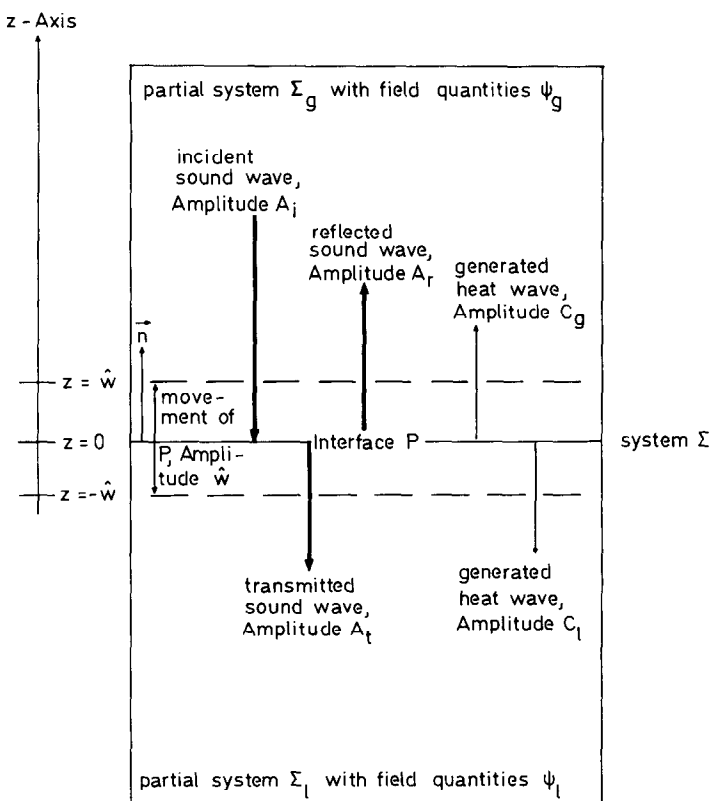 z - Axis
partial system Σg with field quantities ψg
incident
sound wave,
Amplitude Ai
reflected
sound wave,
Amplitude Ar
generated
heat wave,
Amplitude Cg
n⃗
z = ŵ
move-
ment of
z=0
Interface P
system Σ
P, Ampli-
tude ŵ
z=-ŵ
transmitted
sound wave,
Amplitude At
generated
heat wave,
Amplitude Cl
partial system Σl with field quantities ψl